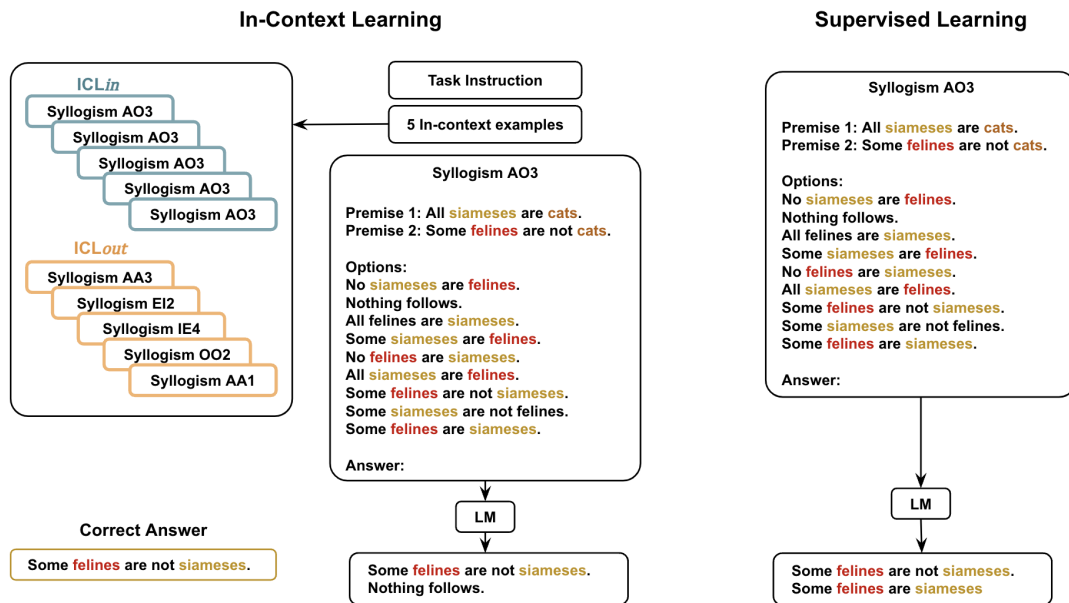 In-Context Learning
ICLin
Syllogism AO3
Syllogism AO3
Syllogism AO3
Syllogism AO3
Syllogism AO3
ICLout
Syllogism AA3
Syllogism EI2
Syllogism IE4
Syllogism OO2
Syllogism AA1
Task Instruction
5 In-context examples
Syllogism AO3
Premise 1: All siameses are cats.
Premise 2: Some felines are not cats.
Options:
No siameses are felines.
Nothing follows.
All felines are siameses.
Some siameses are felines.
No felines are siameses.
All siameses are felines.
Some felines are not siameses.
Some siameses are not felines.
Some felines are siameses.
Answer:
LM
Some felines are not siameses.
Nothing follows.
Correct Answer
Some felines are not siameses.
Supervised Learning
Syllogism AO3
Premise 1: All siameses are cats.
Premise 2: Some felines are not cats.
Options:
No siameses are felines.
Nothing follows.
All felines are siameses.
Some siameses are felines.
No felines are siameses.
All siameses are felines.
Some felines are not siameses.
Some siameses are not felines.
Some felines are siameses.
Answer:
LM
Some felines are not siameses.
Some felines are siameses